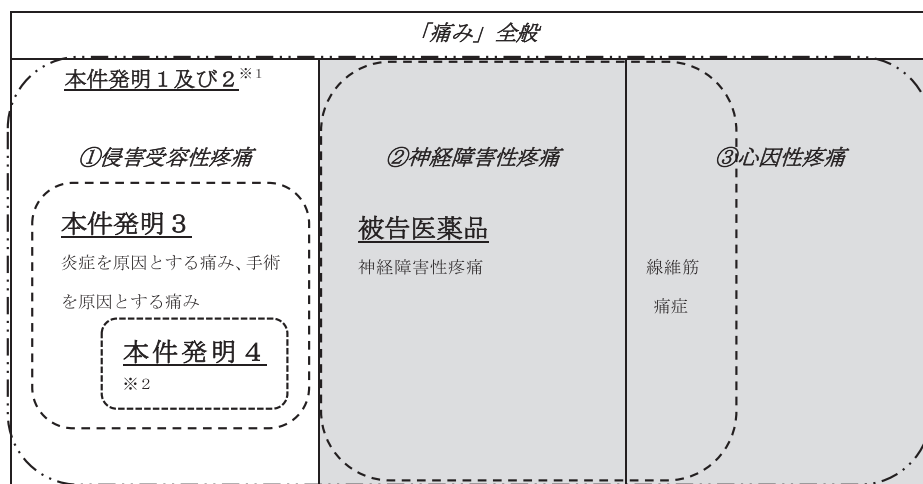 「痛み」全般
本件発明１及び２※１
①侵害受容性疼痛
②神経障害性疼痛
③心因性疼痛
本件発明３
炎症を原因とする痛み、手術
を原因とする痛み
本件発明４
※２
被告医薬品
神経障害性疼痛
線維筋
痛症